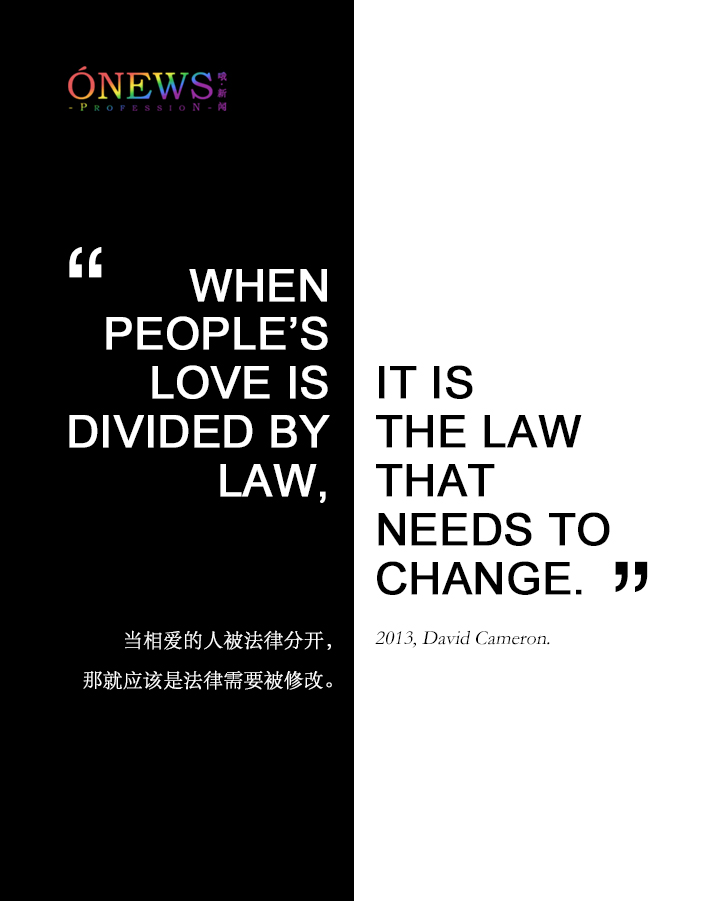 ÓNEWS
哦·新闻
-PROFESSION-
“
WHEN
PEOPLE’S
LOVE IS
DIVIDED BY
LAW,
IT IS
THE LAW
THAT
NEEDS TO
CHANGE. ”
当相爱的人被法律分开，
那就应该是法律需要被修改。
2013, David Cameron.